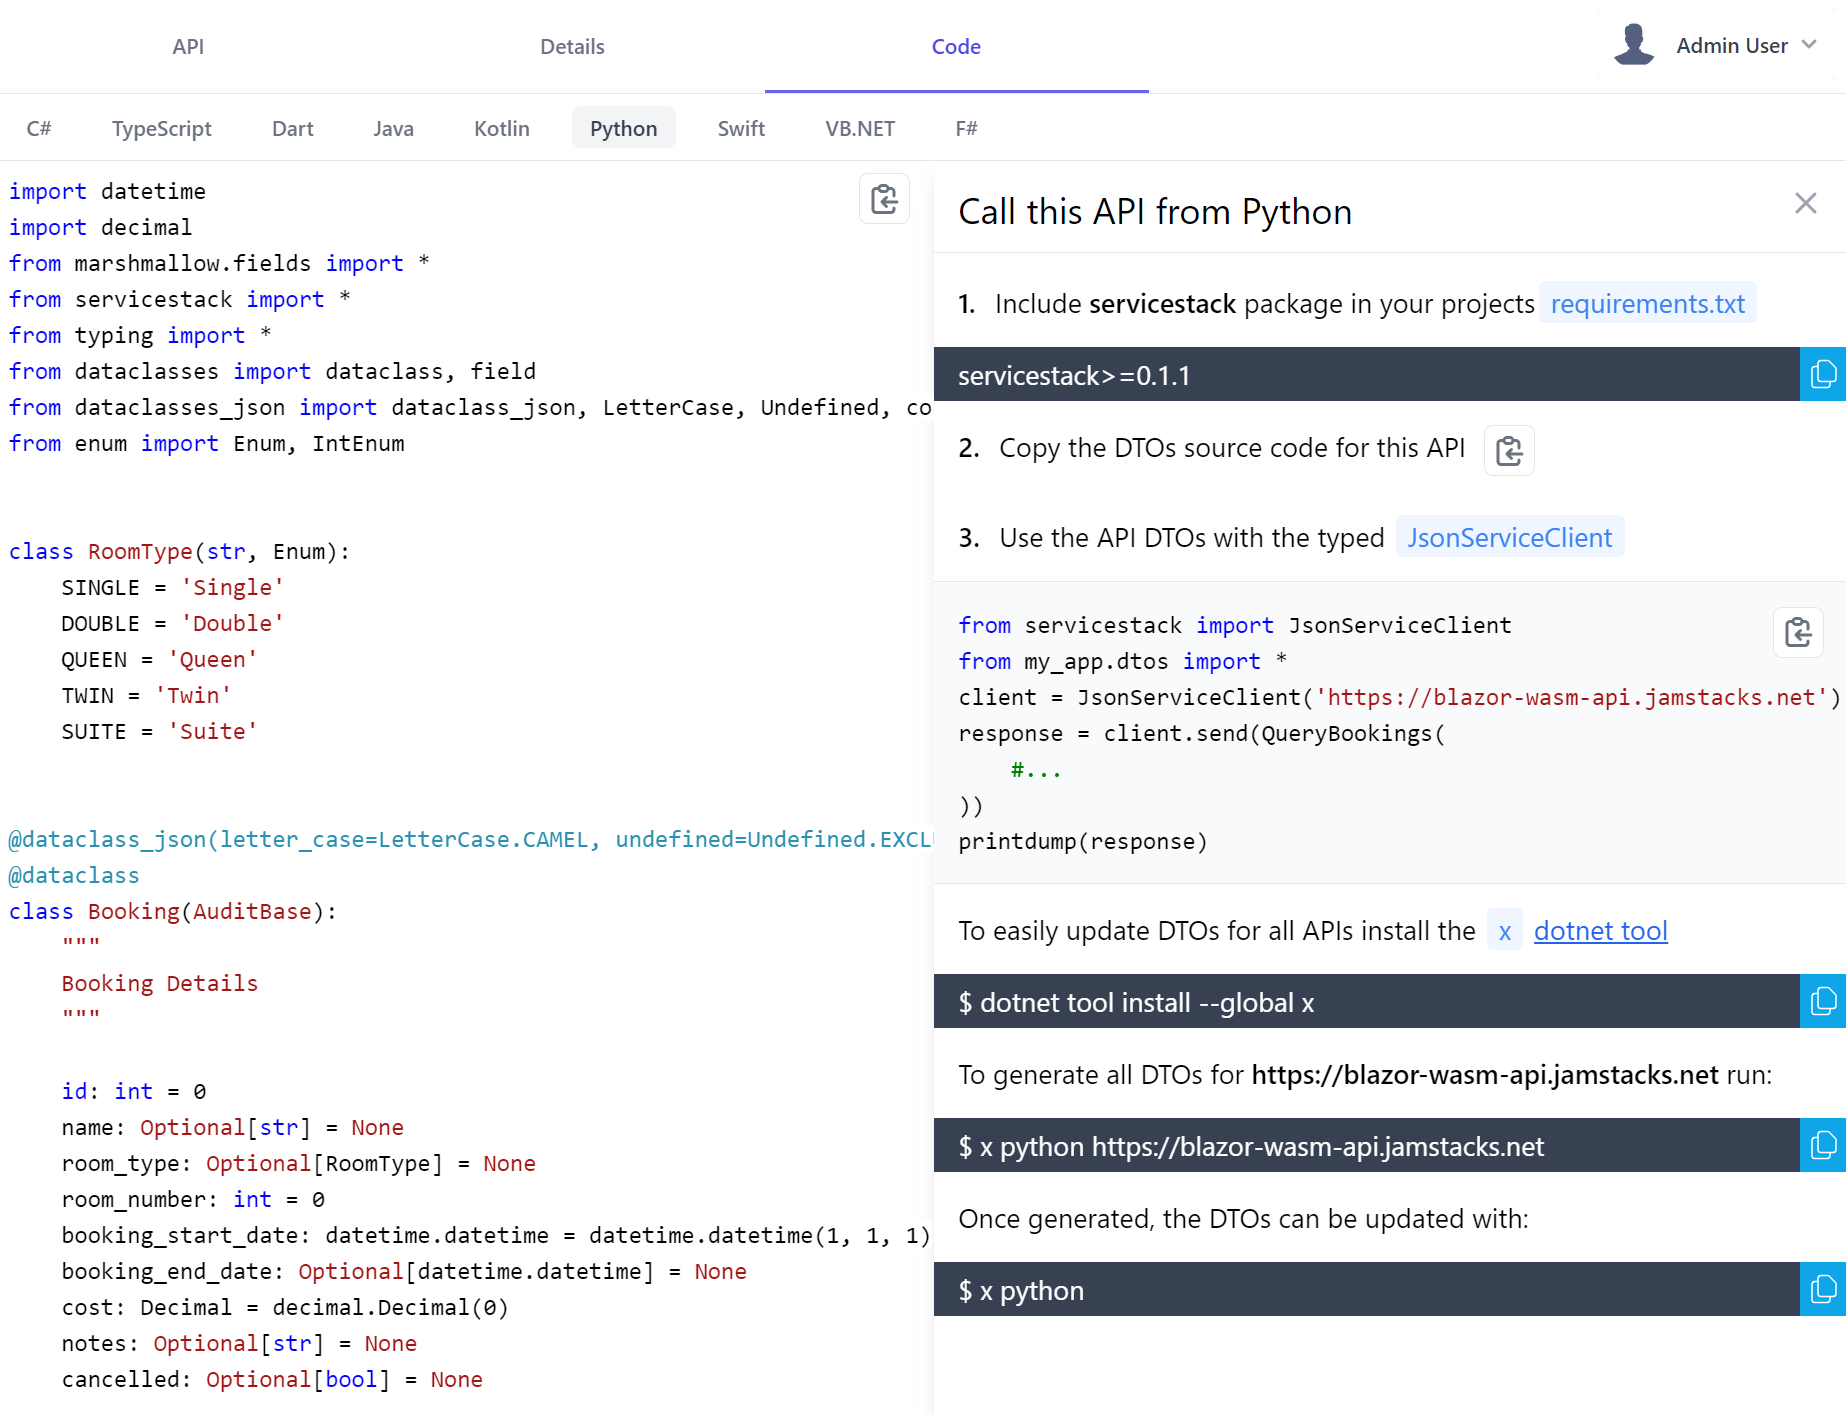 API Details Code Admin User
C# TypeScript Dart Java Kotlin Python Swift VB.NET F#
import datetime
import decimal
from marshmallow.fields import *
from servicestack import *
from typing import *
from dataclasses import dataclass, field
from dataclasses_json import dataclass_json, LetterCase, Undefined, co
from enum import Enum, IntEnum
class RoomType(str, Enum):
    SINGLE = 'Single'
    DOUBLE = 'Double'
    QUEEN = 'Queen'
    TWIN = 'Twin'
    SUITE = 'Suite'
@dataclass_json(letter_case=LetterCase.CAMEL, undefined=Undefined.EXCL
@dataclass
class Booking(AuditBase):
    """
    Booking Details
    """
    id: int = 0
    name: Optional[str] = None
    room_type: Optional[RoomType] = None
    room_number: int = 0
    booking_start_date: datetime.datetime = datetime.datetime(1, 1, 1)
    booking_end_date: Optional[datetime.datetime] = None
    cost: Decimal = decimal.Decimal(0)
    notes: Optional[str] = None
    cancelled: Optional[bool] = None
Call this API from Python
1. Include servicestack package in your projects requirements.txt
servicestack>=0.1.1
2. Copy the DTOs source code for this API
3. Use the API DTOs with the typed JsonServiceClient
from servicestack import JsonServiceClient
from my_app.dtos import *
client = JsonServiceClient('https://blazor-wasm-api.jamstacks.net')
response = client.send(QueryBookings(
    #...
))
printdump(response)
To easily update DTOs for all APIs install the x dotnet tool
$ dotnet tool install --global x
To generate all DTOs for https://blazor-wasm-api.jamstacks.net run:
$ x python https://blazor-wasm-api.jamstacks.net
Once generated, the DTOs can be updated with:
$ x python